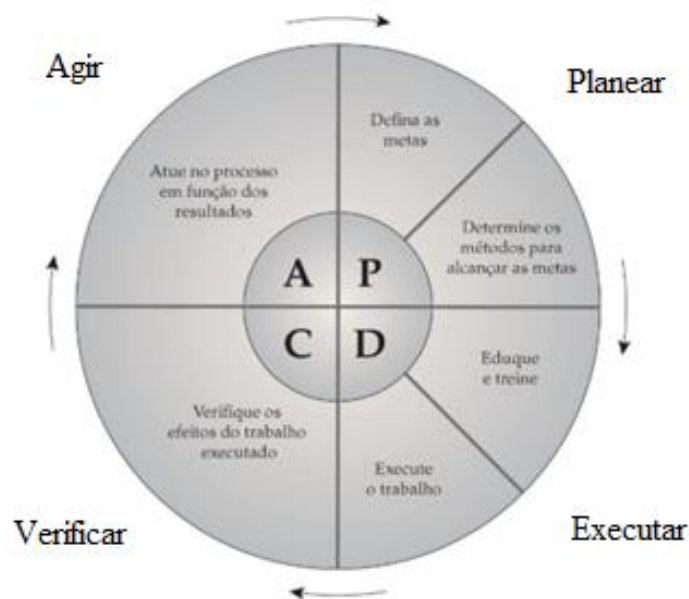 Agir
Planear
Defina as
metas
Atue no processo
em função dos
resultados
Determine os
métodos para
alcançar as metas
A P
C D
Eduque
e treine
Verifique os
efeitos do trabalho
executado
Execute
o trabalho
Verificar
Executar